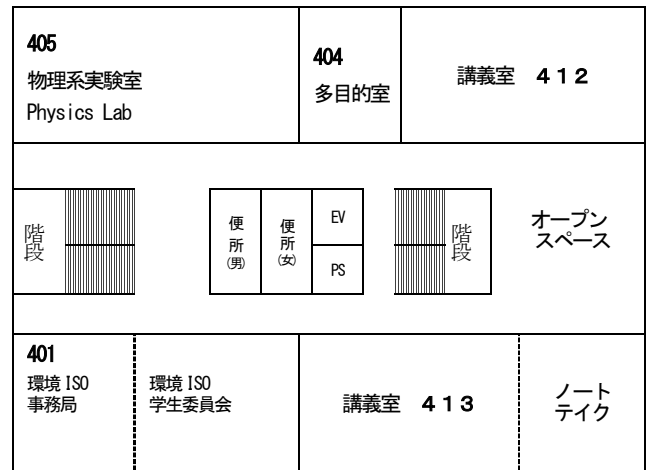 405
物理系実験室
Physics Lab
404
多目的室
講義室 412
階段
便所(男)
便所(女)
EV
PS
階段
オープン
スペース
401
環境 ISO
事務局
環境 ISO
学生委員会
講義室 413
ノート
テイク